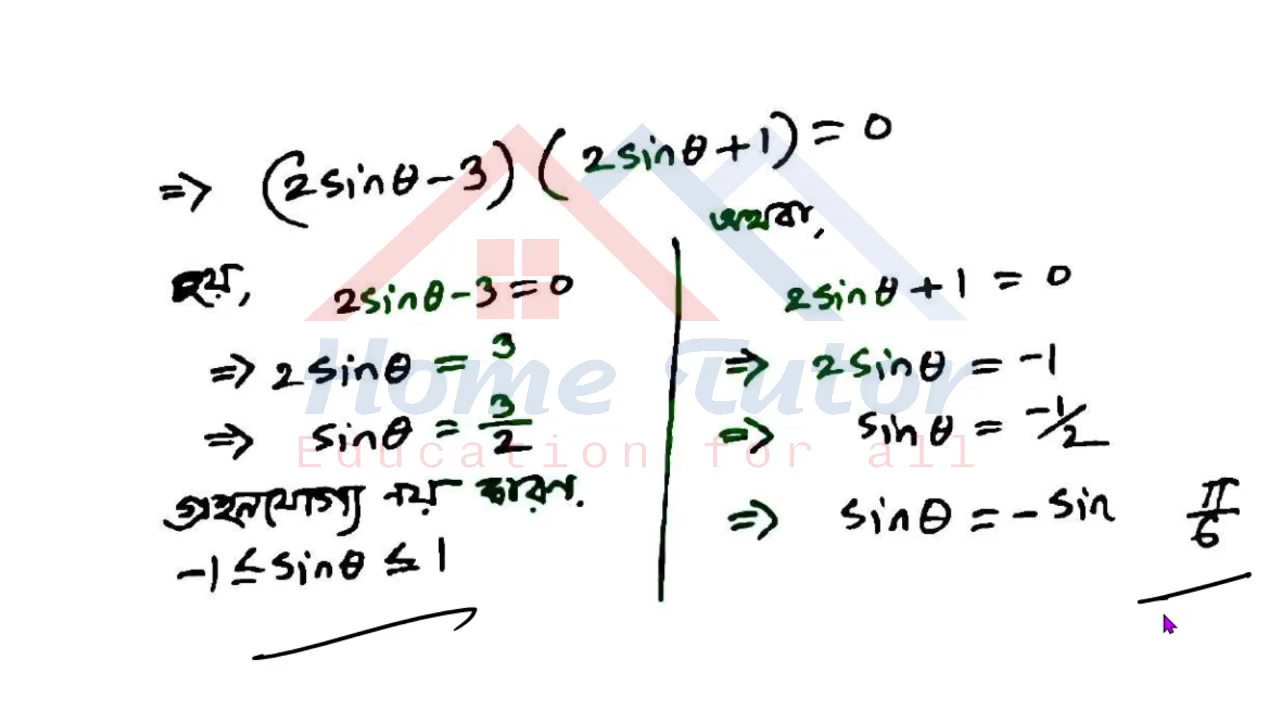 => (2sinθ-3) (2sinθ+1) = 0
হয়,
2sinθ-3=0
=> 2sinθ = 3
=> sinθ = 3/2
গ্রহনযোগ্য নয় কারণ.
-1 ≤ sinθ ≤ 1
অথবা,
2sinθ+1 = 0
=> 2sinθ = -1
=> sinθ = -1/2
=> sinθ = - sin π/6
Home Tutor
Education for all